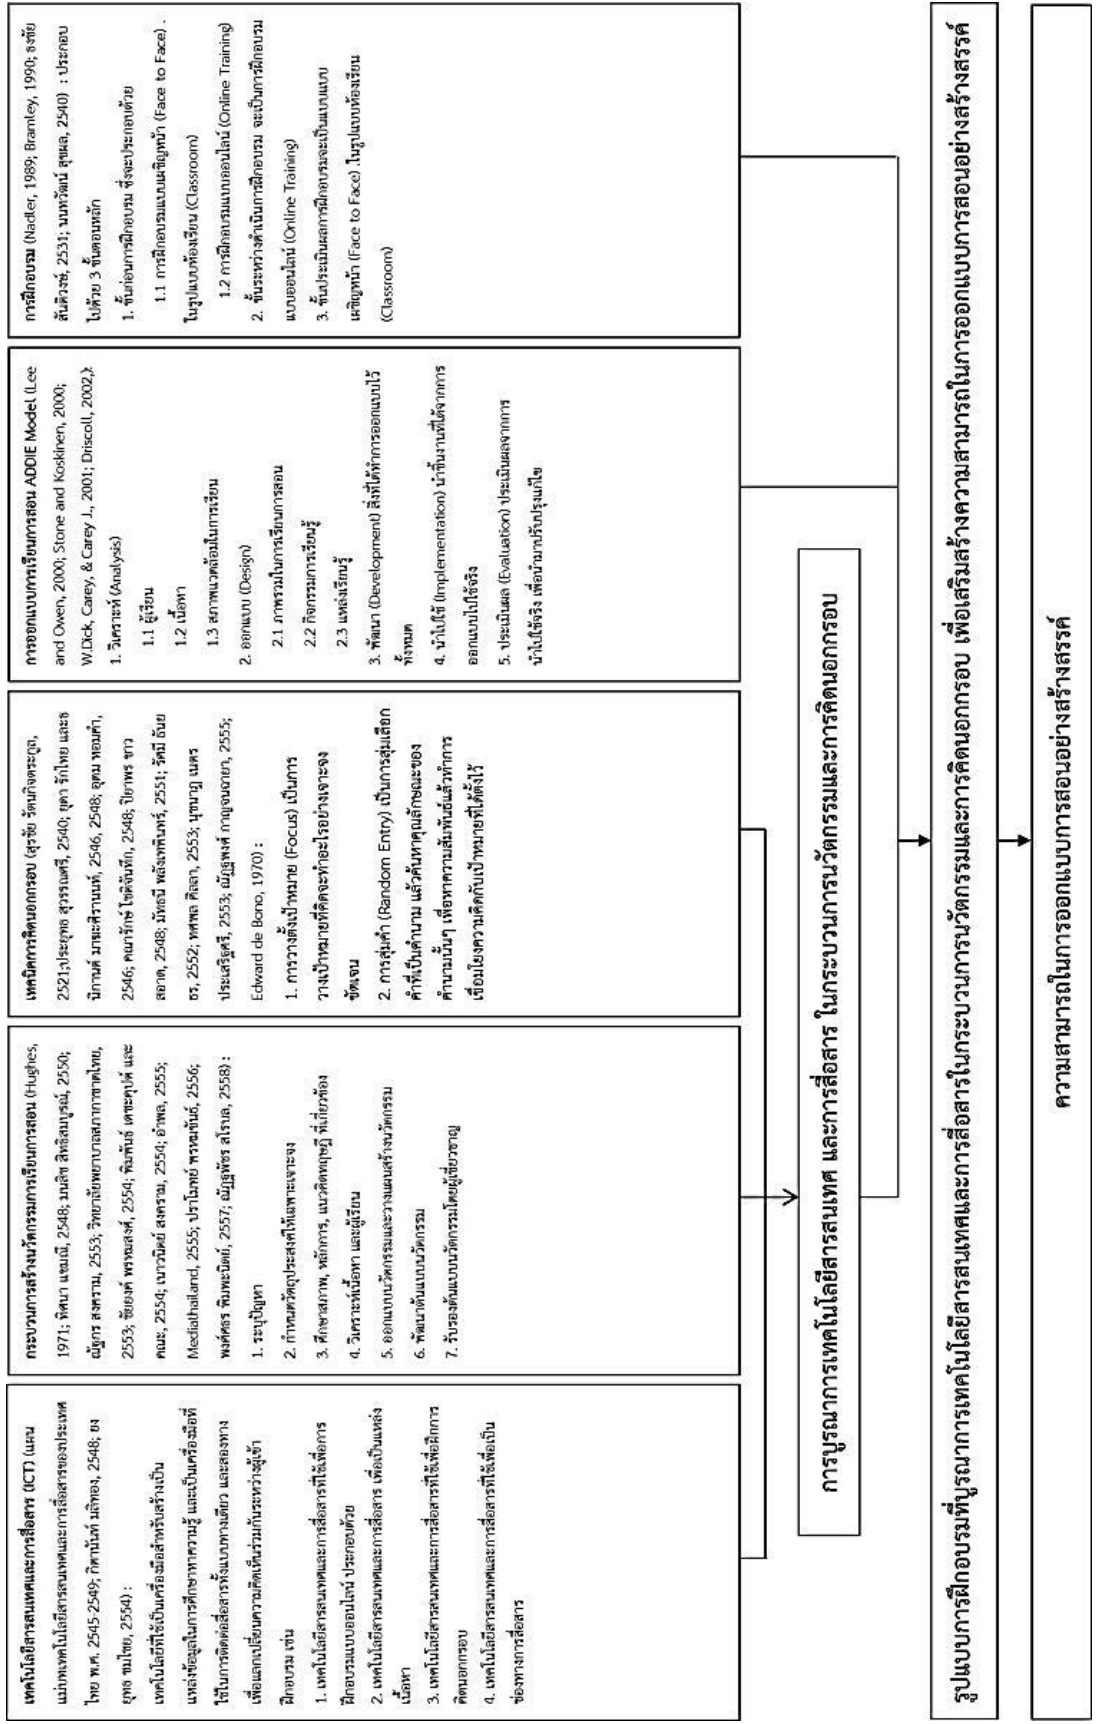 เทคโนโลยีสารสนเทศและการสื่อสาร (ICT) (แผน
แม่บทเทคโนโลยีสารสนเทศและการสื่อสารของประเทศ
ไทย พ.ศ. 2545-2549; กิดานันท์ มลิทอง, 2548; ยง
ยุทธ ชมไชย, 2554) :
เทคโนโลยีที่ใช้เป็นเครื่องมือสำหรับสร้างเป็น
แหล่งข้อมูลในการศึกษาหาความรู้ และเป็นเครื่องมือที่
ใช้ในการติดต่อสื่อสารทั้งแบบทางเดียว และสองทาง
เพื่อแลกเปลี่ยนความคิดเห็นร่วมกันระหว่างผู้เข้า
ฝึกอบรม เช่น
1. เทคโนโลยีสารสนเทศและการสื่อสารที่ใช้เพื่อการ
ฝึกอบรมแบบออนไลน์ ประกอบด้วย
2. เทคโนโลยีสารสนเทศและการสื่อสาร เพื่อเป็นแหล่ง
เนื้อหา
3. เทคโนโลยีสารสนเทศและการสื่อสารที่ใช้เพื่อฝึกการ
คิดนอกกรอบ
4. เทคโนโลยีสารสนเทศและการสื่อสารที่ใช้เพื่อเป็น
ช่องทางการสื่อสาร
กระบวนการสร้างนวัตกรรมการเรียนการสอน (Hughes,
1971; ทิศนา แขมณี, 2548; มนสิช สิทธิสมบูรณ์, 2550;
ณัฐกร สงคราม, 2553; วิทยาลัยพยาบาลสภากาชาดไทย,
2553; ชัยยงค์ พรหมสงค์, 2554; พิมพันธ์ เดชะคุปต์ และ
คณะ, 2554; เนาวนิตย์ สงคราม, 2554; อำพล, 2555;
Mediathailand, 2555; ปราโมทย์ พรหมขันธ์, 2556;
พงศ์ศธร พิมพะนิตย์, 2557; ณัฏฐพัชร สโรบล, 2558) :
1. ระบุปัญหา
2. กำหนดวัตถุประสงค์ให้เฉพาะเจาะจง
3. ศึกษาสภาพ, หลักการ, แนวคิดทฤษฎี ที่เกี่ยวข้อง
4. วิเคราะห์เนื้อหา และผู้เรียน
5. ออกแบบนวัตกรรมและวางแผนสร้างนวัตกรรม
6. พัฒนาต้นแบบนวัตกรรม
7. รับรองต้นแบบนวัตกรรมโดยผู้เชี่ยวชาญ
เทคนิคการคิดนอกกรอบ (สุรชัย รัตนกิจตระกูล,
2521;ประยุทธ สุวรรณศรี, 2540; ยุดา รักไทย และธ
นิกานต์ มาฆะศิรานนท์, 2546, 2548; อุดม หอมคำ,
2546; คณารักษ์ โชติจันทึก, 2548; ปิยาพร ขาว
สอาด, 2548; มัทธนี พลังเทพินทร์, 2551; รัศมี ธันย
ธร, 2552; ทศพล ศิลลา, 2553; นุชนาฏ เนตร
ประเสริฐศรี, 2553; ณัฏฐพงศ์ กาญจนฉายา, 2555;
Edward de Bono, 1970) :
1. การวางตั้งเป้าหมาย (Focus) เป็นการ
วางเป้าหมายที่คิดจะทำอะไรอย่างเจาะจง
ชัดเจน
2. การสุ่มคำ (Random Entry) เป็นการสุ่มเลือก
คำที่เป็นคำนาม แล้วค้นหาคุณลักษณะของ
คำนามนั้นๆ เพื่อหาความสัมพันธ์แล้วทำการ
เชื่อมโยงความคิดกับเป้าหมายที่ได้ตั้งไว้
การออกแบบการเรียนการสอน ADDIE Model (Lee
and Owen, 2000; Stone and Koskinen, 2000;
W.Dick, Carey, & Carey J., 2001; Driscoll, 2002,):
1. วิเคราะห์ (Analysis)
1.1 ผู้เรียน
1.2 เนื้อหา
1.3 สภาพแวดล้อมในการเรียน
2. ออกแบบ (Design)
2.1 ภาพรวมในการเรียนการสอน
2.2 กิจกรรมการเรียนรู้
2.3 แหล่งเรียนรู้
3. พัฒนา (Development) สิ่งที่ได้ทำการออกแบบไว้
ทั้งหมด
4. นำไปใช้ (Implementation) นำชิ้นงานที่ได้จากการ
ออกแบบไปใช้จริง
5. ประเมินผล (Evaluation) ประเมินผลจากการ
นำไปใช้จริง เพื่อนำมาปรับปรุงแก้ไข
การฝึกอบรม (Nadler, 1989; Bramley, 1990; ธงชัย
สันติวงษ์, 2531; นนทวัฒน์ สุขผล, 2540) : ประกอบ
ไปด้วย 3 ขั้นตอนหลัก
1. ขั้นก่อนการฝึกอบรม ซึ่งจะประกอบด้วย
1.1 การฝึกอบรมแบบเผชิญหน้า (Face to Face) .
ในรูปแบบห้องเรียน (Classroom)
1.2 การฝึกอบรมแบบออนไลน์ (Online Training)
2. ขั้นระหว่างดำเนินการฝึกอบรม จะเป็นการฝึกอบรม
แบบออนไลน์ (Online Training)
3. ขั้นประเมินผลการฝึกอบรมจะเป็นแบบแบบ
เผชิญหน้า (Face to Face) .ในรูปแบบห้องเรียน
(Classroom)
การบูรณาการเทคโนโลยีสารสนเทศ และการสื่อสาร ในกระบวนการนวัตกรรมและการคิดนอกกรอบ
รูปแบบการฝึกอบรมที่บูรณาการเทคโนโลยีสารสนเทศและการสื่อสารในกระบวนการนวัตกรรมและการคิดนอกกรอบ เพื่อเสริมสร้างความสามารถในการออกแบบการสอนอย่างสร้างสรรค์
ความสามารถในการออกแบบการสอนอย่างสร้างสรรค์